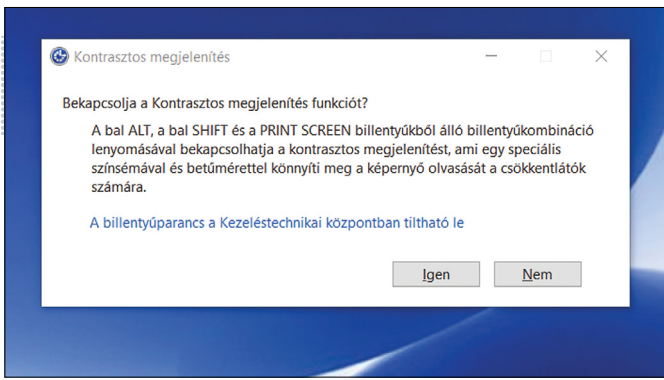 Kontrasztos megjelenítés
Bekapcsolja a Kontrasztos megjelenítés funkciót?
A bal ALT, a bal SHIFT és a PRINT SCREEN billentyűkből álló billentyűkombináció
lenyomásával bekapcsolhatja a kontrasztos megjelenítést, ami egy speciális
színsémával és betűmérettel könnyíti meg a képernyő olvasását a csökkentlátók
számára.
A billentyűparancs a Kezeléstechnikai központban tiltható le
Igen
Nem